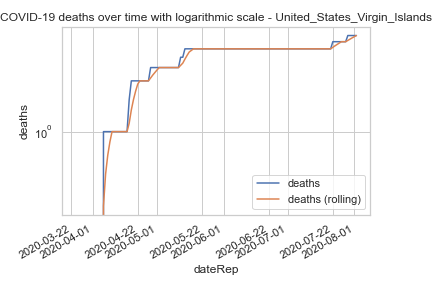 COVID-19 deaths over time with logarithmic scale - United_States_Virgin_Islands
deaths
10⁰
deaths
deaths (rolling)
2020-03-22
2020-04-01
2020-04-22
2020-05-01
2020-05-22
2020-06-01
2020-06-22
2020-07-01
2020-07-22
2020-08-01
dateRep